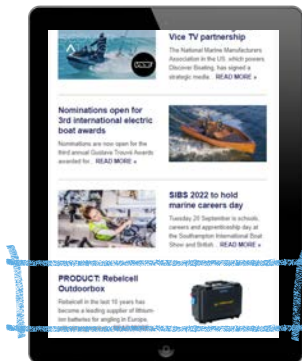 Vice TV partnership
The National Marine Manufacturers
Association in the US, which powers
Discover Boating, has signed a
strategic media... READ MORE »
Nominations open for
3rd international electric
boat awards
Nominations are now open for the
third annual Gustave Trouvé Awards
awarded for... READ MORE »
SIBS 2022 to hold
marine careers day
Tuesday 20 September is schools,
careers and apprenticeship day at
the Southampton International Boat
Show and British... READ MORE »
PRODUCT: Rebelcell
Outdoorbox
Rebelcell in the last 10 years has
become a leading supplier of lithium-
ion batteries for angling in Europe.
READ MORE